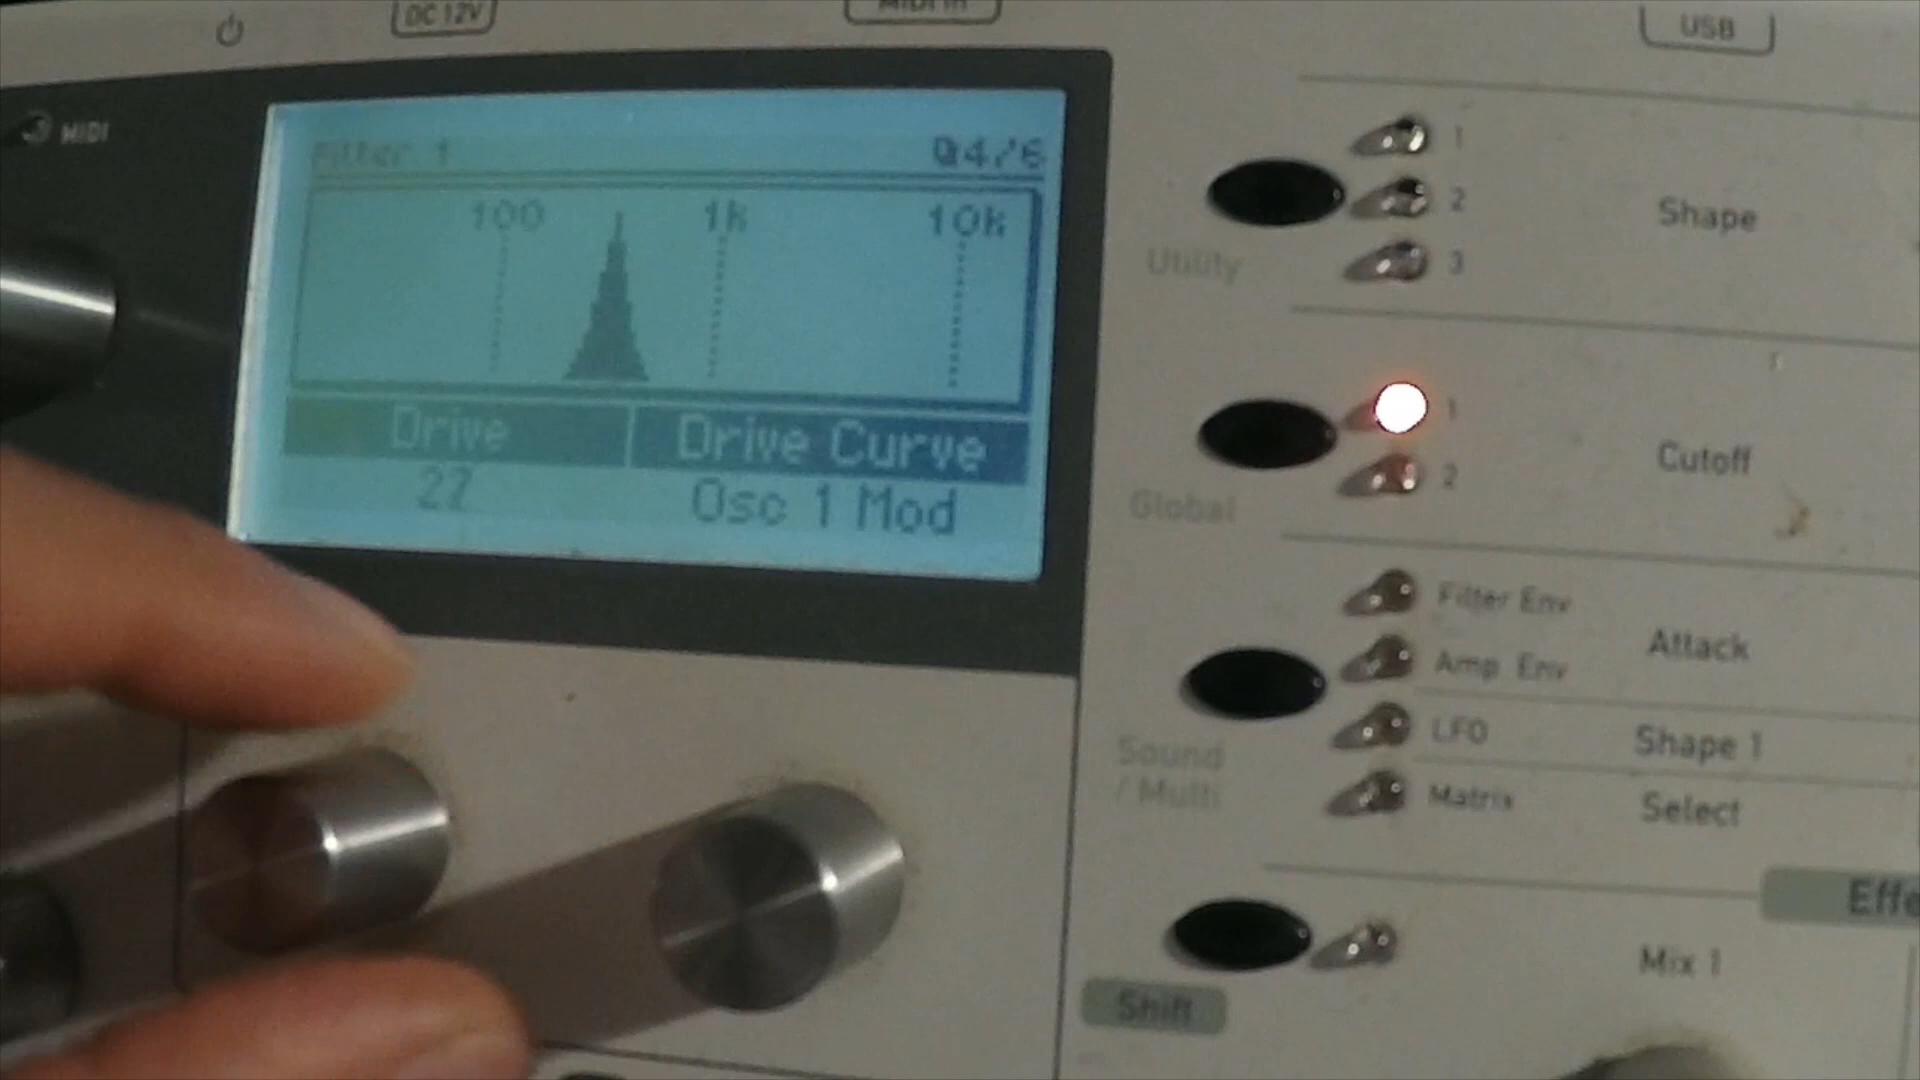 DC 12V
MIDI In
USB
MIDI
Filter 1
4/6
100 1k 10k
Drive Drive Curve
Osc 1 Mod
1
2
3
Shape
Utility
1
2
Cutoff
Global
Filter Env
Amp Env
Attack
LFO
Shape 1
Matrix
Select
Sound
/ Multi
Effe
Mix 1
Shift